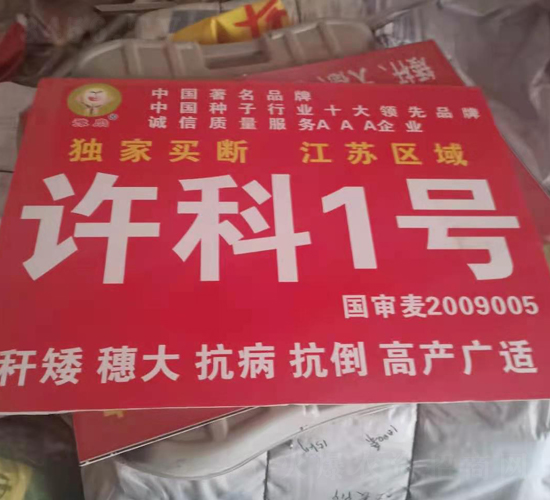 中国著名品牌
中国种子行业十大领先品牌
诚信质量服务AAA企业
独家买断 江苏区域
许科1号
国审麦2009005
秆矮 穗大 抗病 抗倒 高产广适